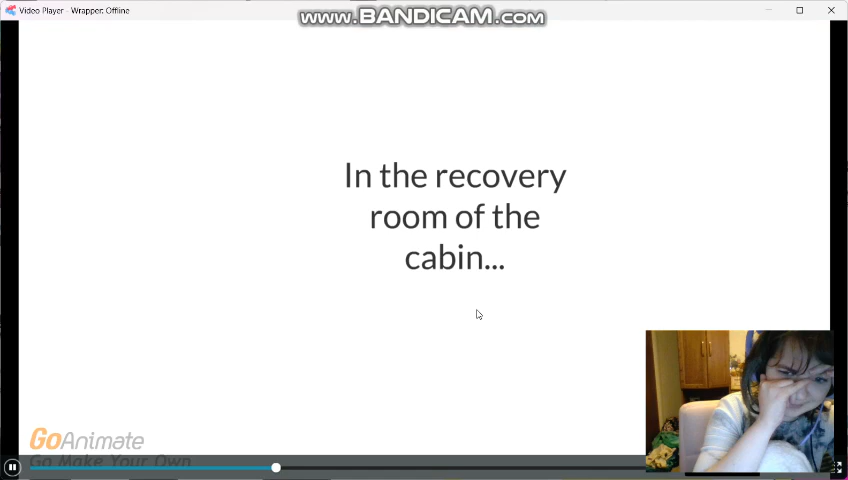 Video Player - Wrapper: Offline
www.BANDICAM.com
In the recovery
room of the
cabin...
GoAnimate
Go Make Your Own